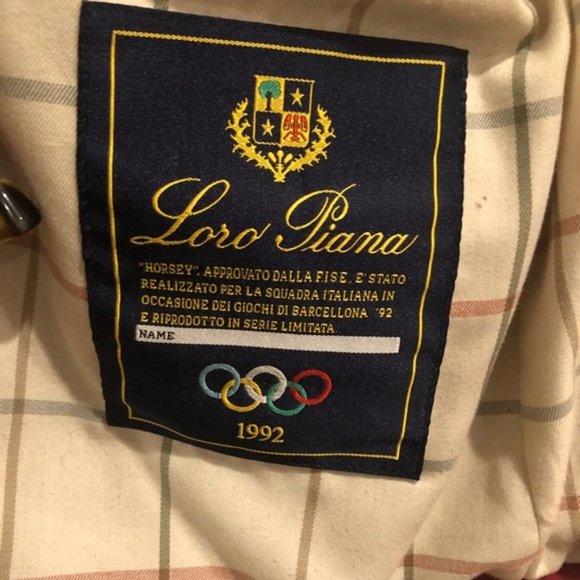 Loro Piana
"HORSEY". APPROVATO DALLA F.I.S.E. E' STATO
REALIZZATO PER LA SQUADRA ITALIANA IN
OCCASIONE DEI GIOCHI DI BARCELLONA '92
E RIPRODOTTO IN SERIE LIMITATA.
NAME
1992